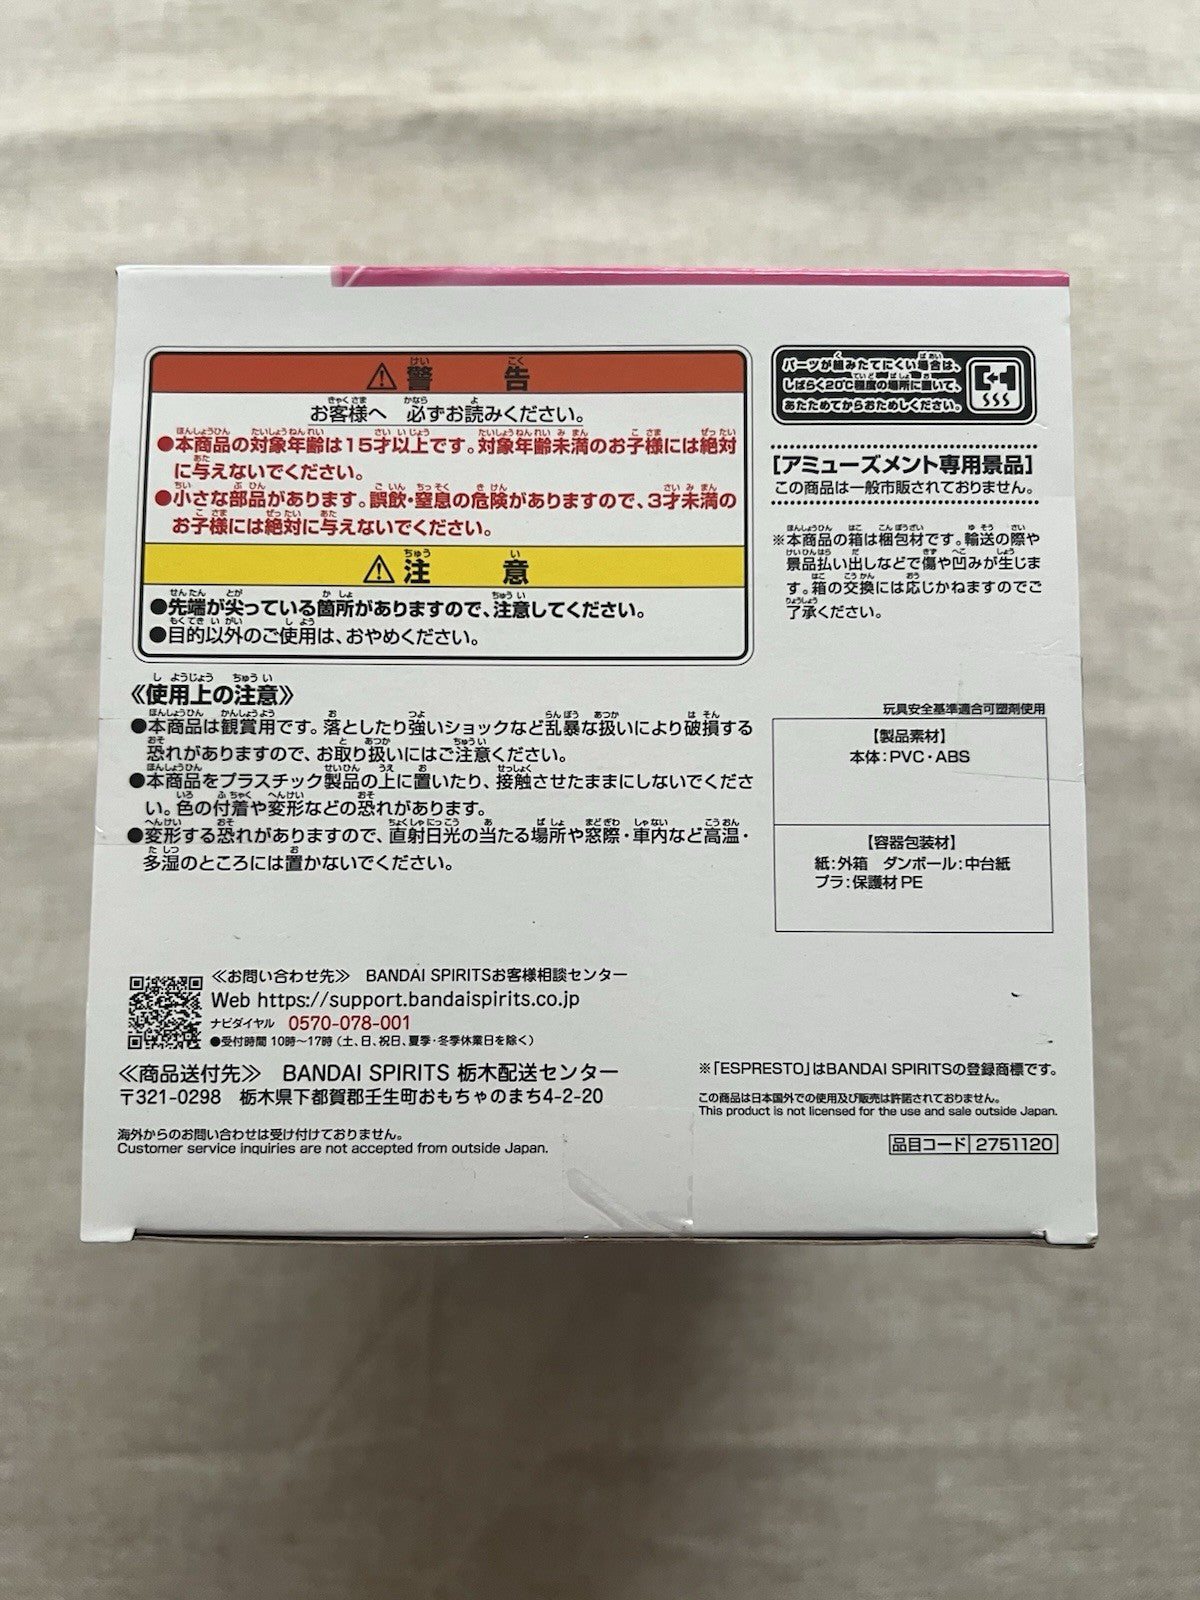 ⚠警告
お客様へ 必ずお読みください。
●本商品の対象年齢は15才以上です。対象年齢未満のお子様には絶対
に与えないでください。
●小さな部品があります。誤飲・窒息の危険がありますので、3才未満の
お子様には絶対に与えないでください。
⚠注意
●先端が尖っている箇所がありますので、注意してください。
●目的以外のご使用は、おやめください。
《使用上の注意》
●本商品は観賞用です。落としたり強いショックなど乱暴な扱いにより破損する
恐れがありますので、お取り扱いにはご注意ください。
●本商品をプラスチック製品の上に置いたり、接触させたままにしないでくださ
い。色の付着や変形などの恐れがあります。
●変形する恐れがありますので、直射日光の当たる場所や窓際・車内など高温・
多湿のところには置かないでください。
パーツが組みたてにくい場合は、
しばらく20℃程度の場所に置いて、
あたためてからおためしください。
[アミューズメント専用景品]
この商品は一般市販されておりません。
※本商品の箱は梱包材です。輸送の際や
景品払い出しなどで傷や凹みが生じま
す。箱の交換には応じかねますのでご
了承ください。
玩具安全基準適合可塑剤使用
【製品素材】
本体:PVC・ABS
【容器包装材】
紙:外箱 ダンボール:中台紙
プラ:保護材 PE
≪お問い合わせ先≫ BANDAI SPIRITSお客様相談センター
Web https://support.bandaispirits.co.jp
ナビダイヤル 0570-078-001
●受付時間 10時〜17時(土、日、祝日、夏季・冬季休業日を除く)
≪商品送付先≫ BANDAI SPIRITS 栃木配送センター
〒321-0298 栃木県下都賀郡壬生町おもちゃのまち4-2-20
海外からのお問い合わせは受け付けておりません。
Customer service inquiries are not accepted from outside Japan.
※「ESPRESTO」はBANDAI SPIRITSの登録商標です。
この商品は日本国外での使用及び販売は許諾されておりません。
This product is not licensed for the use and sale outside Japan.
品目コード 2751120